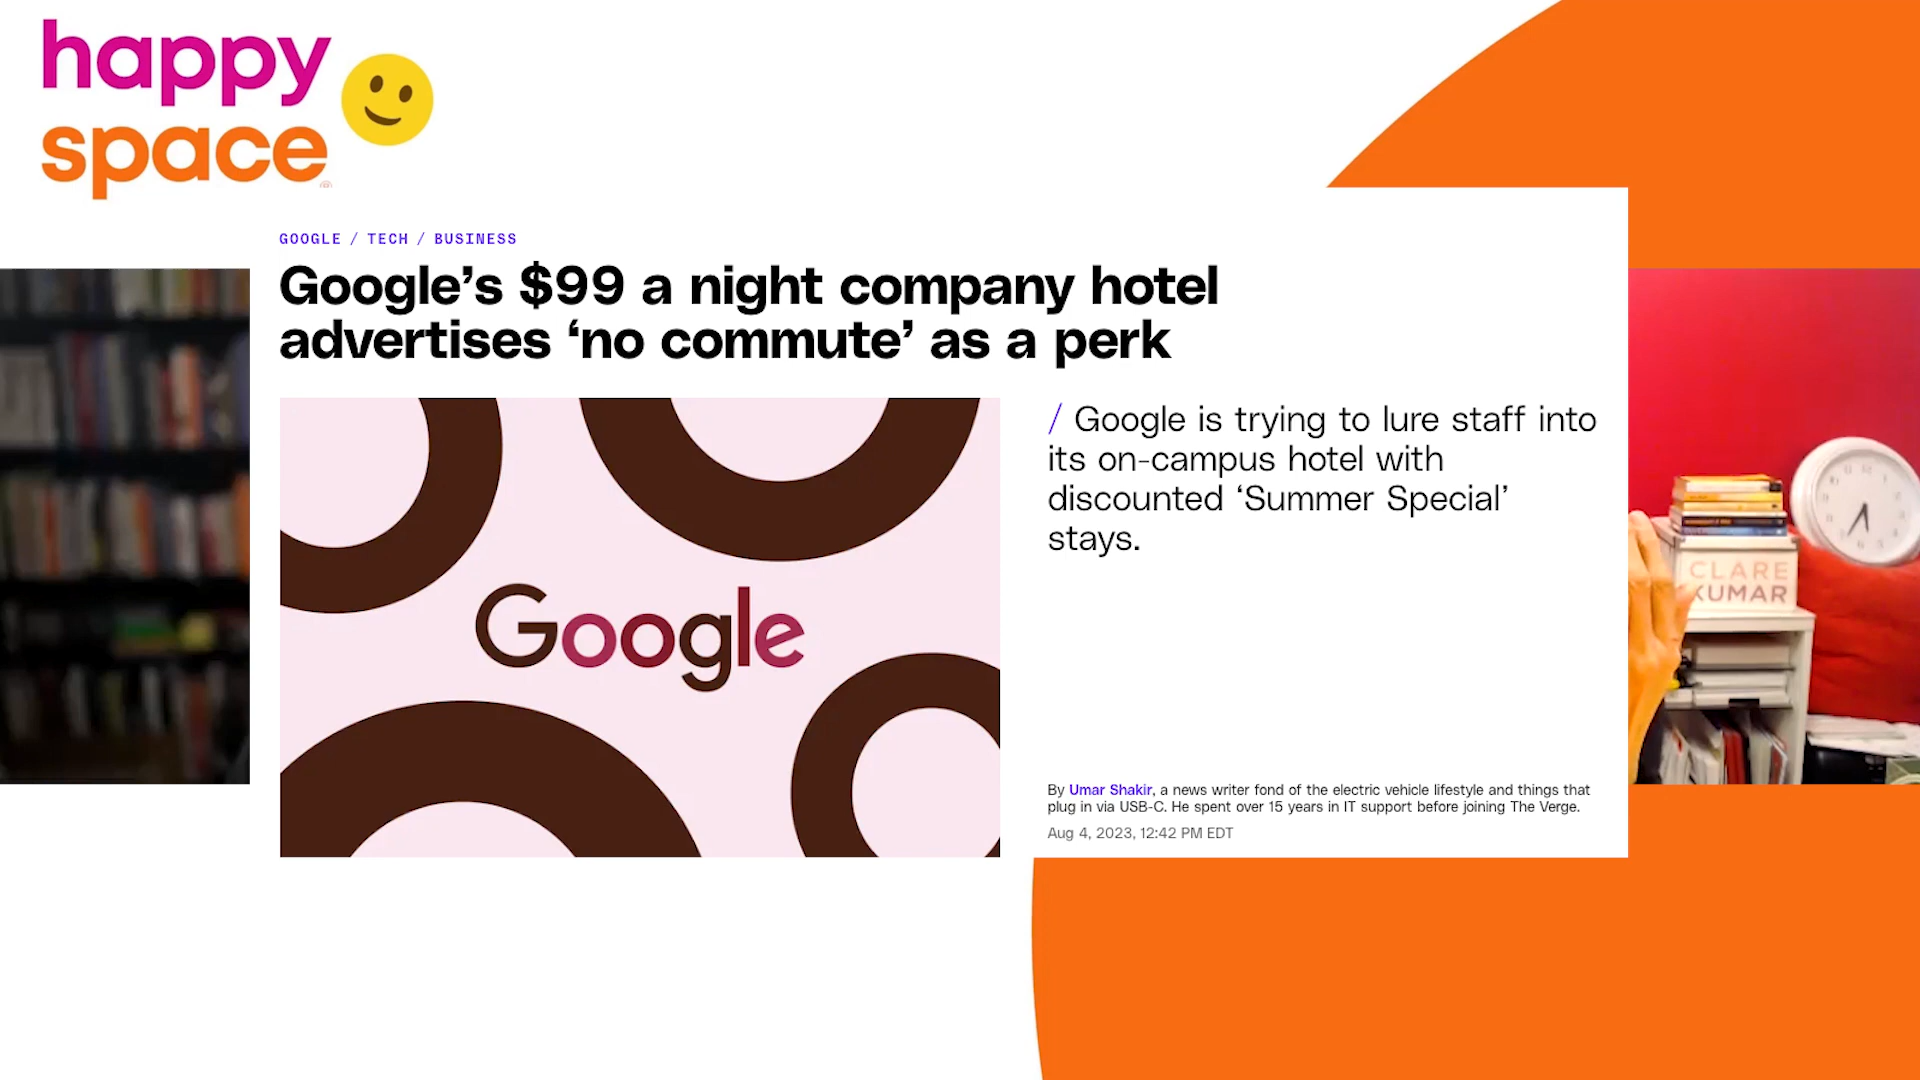 happy
space
GOOGLE / TECH / BUSINESS
Google’s $99 a night company hotel
advertises ‘no commute’ as a perk
/ Google is trying to lure staff into
its on-campus hotel with
discounted ‘Summer Special’
stays.
Google
By Umar Shakir, a news writer fond of the electric vehicle lifestyle and things that
plug in via USB-C. He spent over 15 years in IT support before joining The Verge.
Aug 4, 2023, 12:42 PM EDT
CLARE
KUMAR